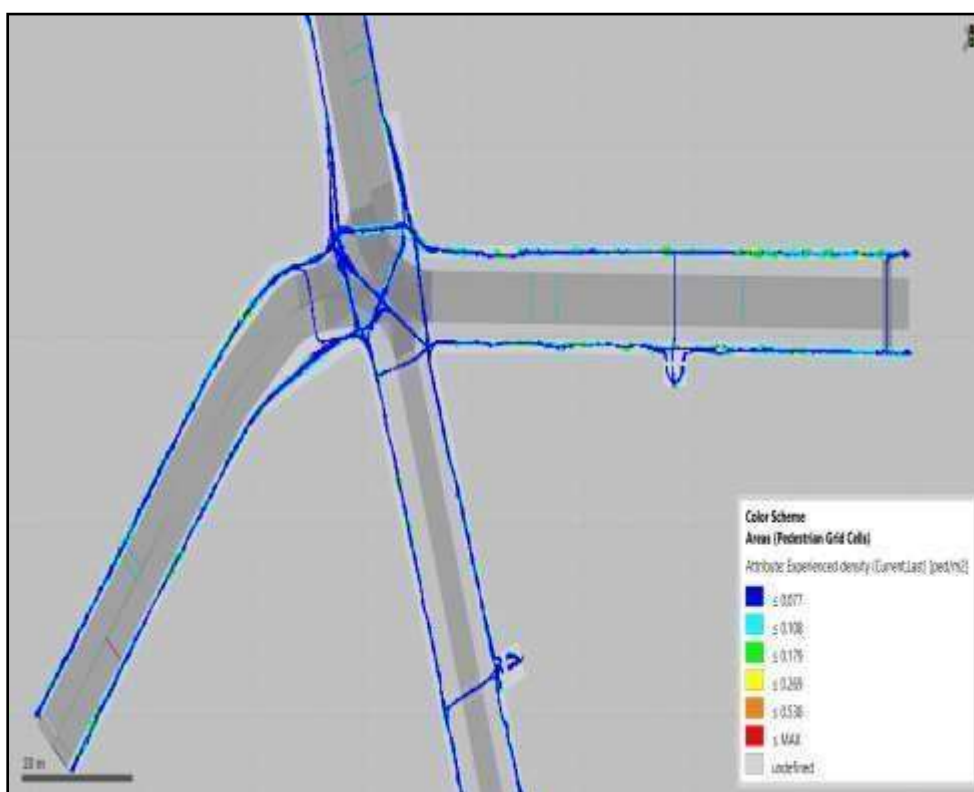 Color Scheme
Areas (Pedestrian Grid Cells)
Attribute: Experienced density (Current,Last) [ped/m2]
≤ 0.077
≤ 0.108
≤ 0.179
≤ 0.269
≤ 0.538
≤ MAX
undefined
20 m